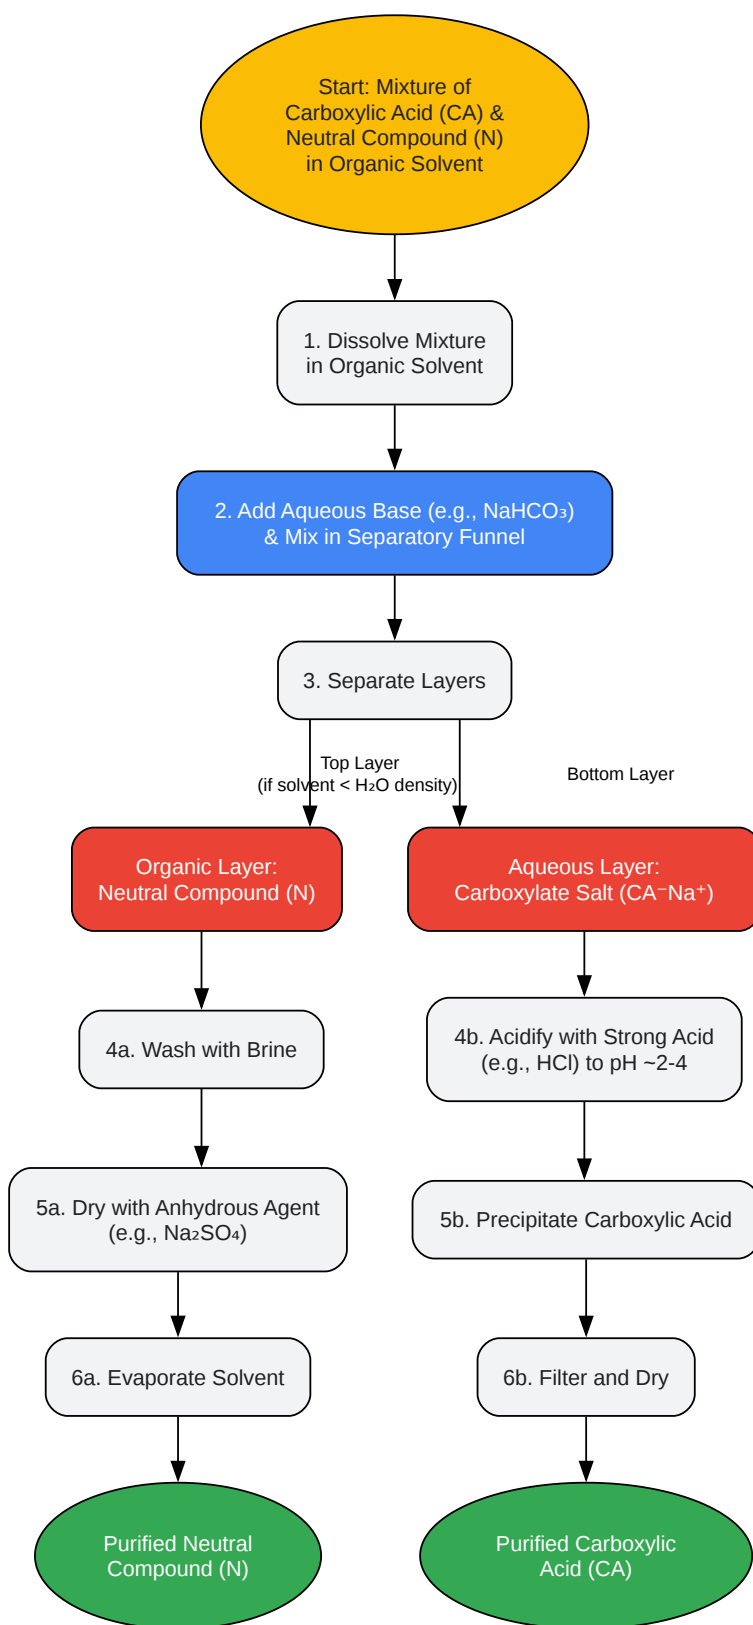 Start: Mixture of
Carboxylic Acid (CA) &
Neutral Compound (N)
in Organic Solvent
1. Dissolve Mixture
in Organic Solvent
2. Add Aqueous Base (e.g., NaHCO₃)
& Mix in Separatory Funnel
3. Separate Layers
Top Layer
(if solvent < H₂O density)
Bottom Layer
Organic Layer:
Neutral Compound (N)
Aqueous Layer:
Carboxylate Salt (CA⁻Na⁺)
4a. Wash with Brine
4b. Acidify with Strong Acid
(e.g., HCl) to pH ~2-4
5a. Dry with Anhydrous Agent
(e.g., Na₂SO₄)
5b. Precipitate Carboxylic Acid
6a. Evaporate Solvent
6b. Filter and Dry
Purified Neutral
Compound (N)
Purified Carboxylic
Acid (CA)